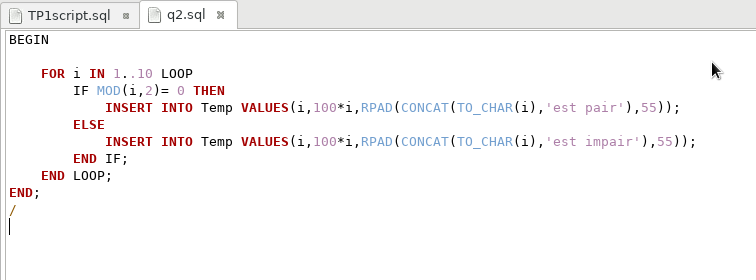 TP1script.sql q2.sql
BEGIN
FOR i IN 1..10 LOOP
IF MOD(i,2)= 0 THEN
INSERT INTO Temp VALUES(i,100*i,RPAD(CONCAT(TO_CHAR(i),'est pair'),55));
ELSE
INSERT INTO Temp VALUES(i,100*i,RPAD(CONCAT(TO_CHAR(i),'est impair'),55));
END IF;
END LOOP;
END;
/